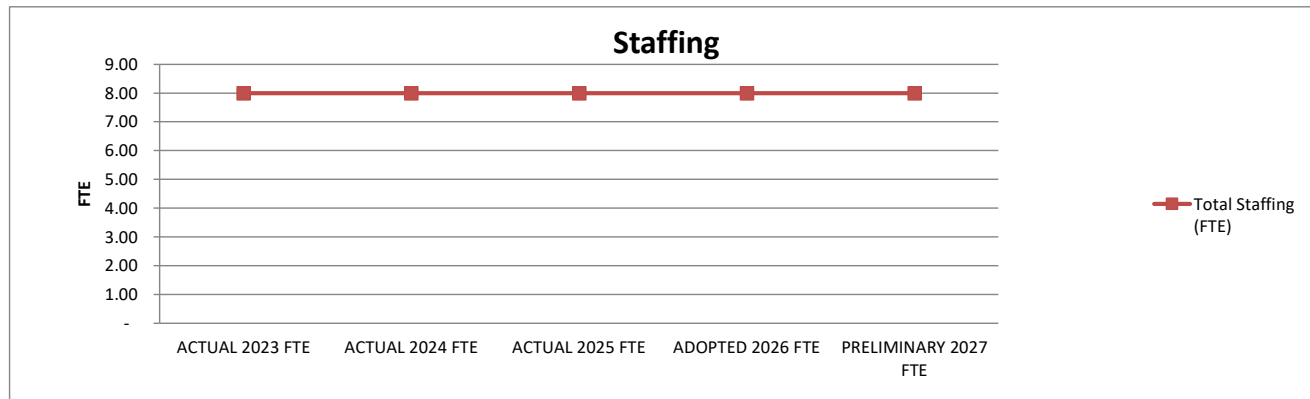 Staffing
9.00
8.00
7.00
6.00
5.00
4.00
3.00
2.00
1.00
-
FTE
ACTUAL 2023 FTE
ACTUAL 2024 FTE
ACTUAL 2025 FTE
ADOPTED 2026 FTE
PRELIMINARY 2027
FTE
Total Staffing
(FTE)